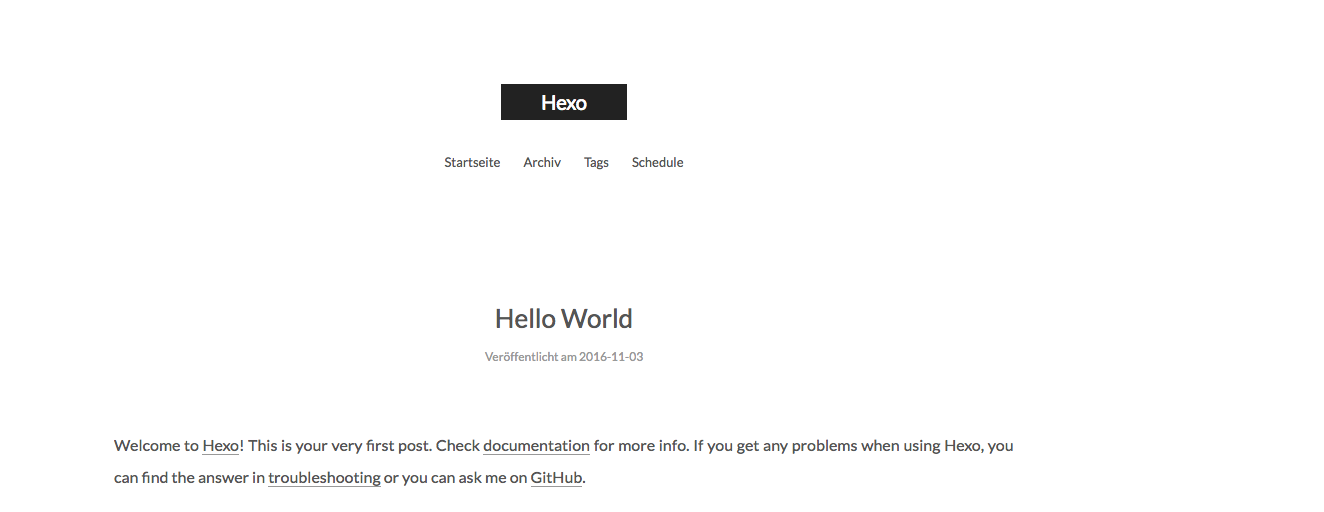 Hexo
Startseite Archiv Tags Schedule
Hello World
Veröffentlicht am 2016-11-03
Welcome to Hexo! This is your very first post. Check documentation for more info. If you get any problems when using Hexo, you
can find the answer in troubleshooting or you can ask me on GitHub.